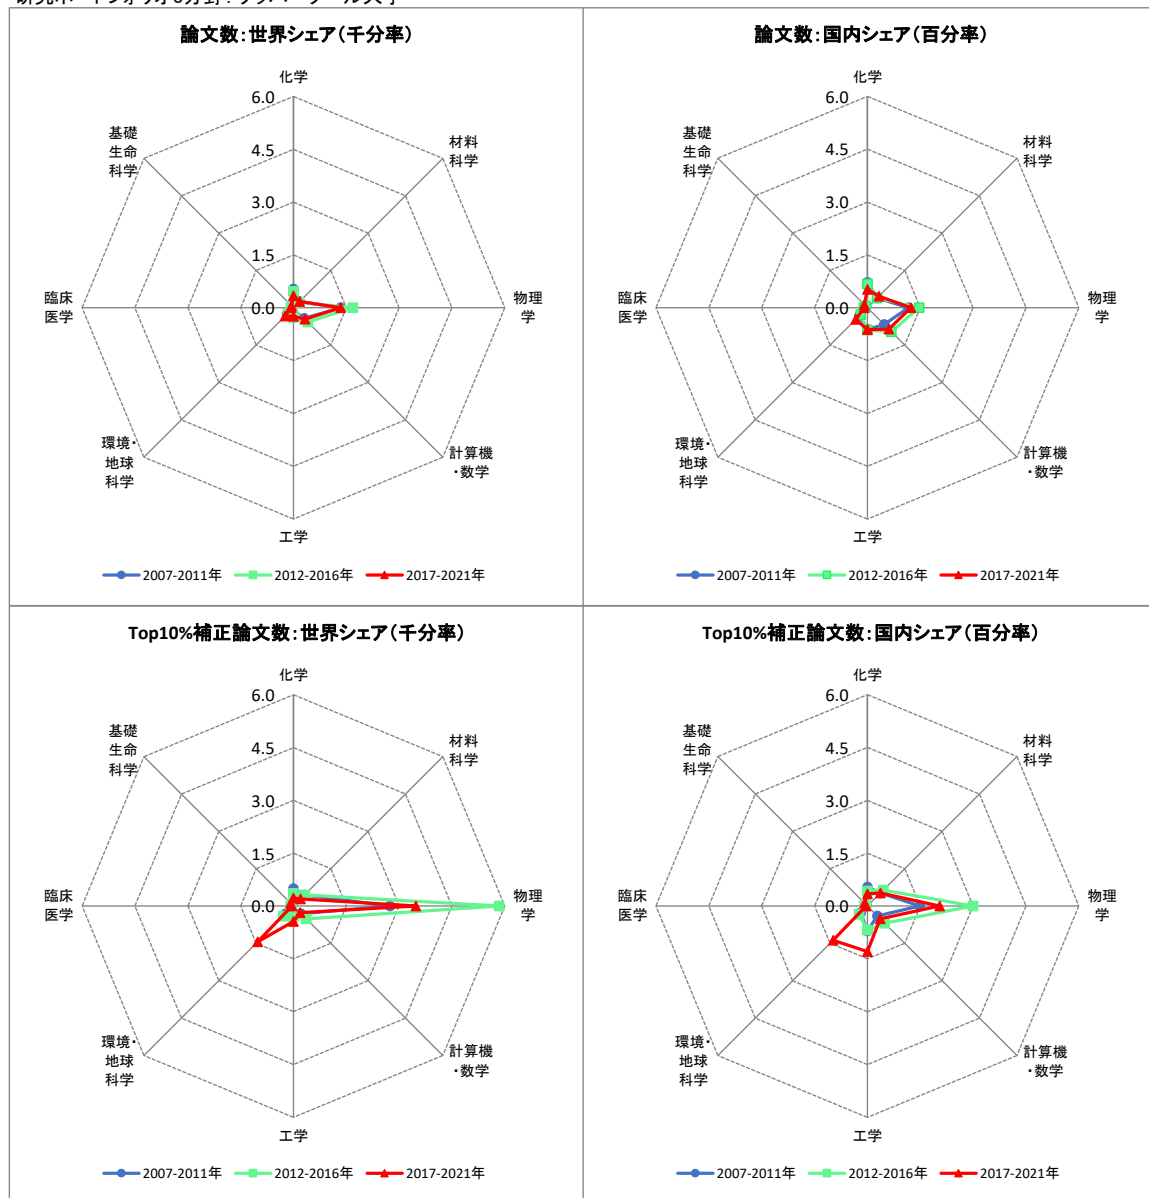 論文数:世界シェア(千分率)
化学
6.0
基礎
生命
科学
材料
科学
4.5
3.0
1.5
臨床
医学
0.0
物理
学
環境・
地球
科学
計算機
・数学
工学
2007-2011年
2012-2016年
2017-2021年
論文数:国内シェア(百分率)
化学
6.0
基礎
生命
科学
材料
科学
4.5
3.0
1.5
臨床
医学
0.0
物理
学
環境・
地球
科学
計算機
・数学
工学
2007-2011年
2012-2016年
2017-2021年
Top10%補正論文数:世界シェア(千分率)
化学
6.0
基礎
生命
科学
材料
科学
4.5
3.0
1.5
臨床
医学
0.0
物理
学
環境・
地球
科学
計算機
・数学
工学
2007-2011年
2012-2016年
2017-2021年
Top10%補正論文数:国内シェア(百分率)
化学
6.0
基礎
生命
科学
材料
科学
4.5
3.0
1.5
臨床
医学
0.0
物理
学
環境・
地球
科学
計算機
・数学
工学
2007-2011年
2012-2016年
2017-2021年